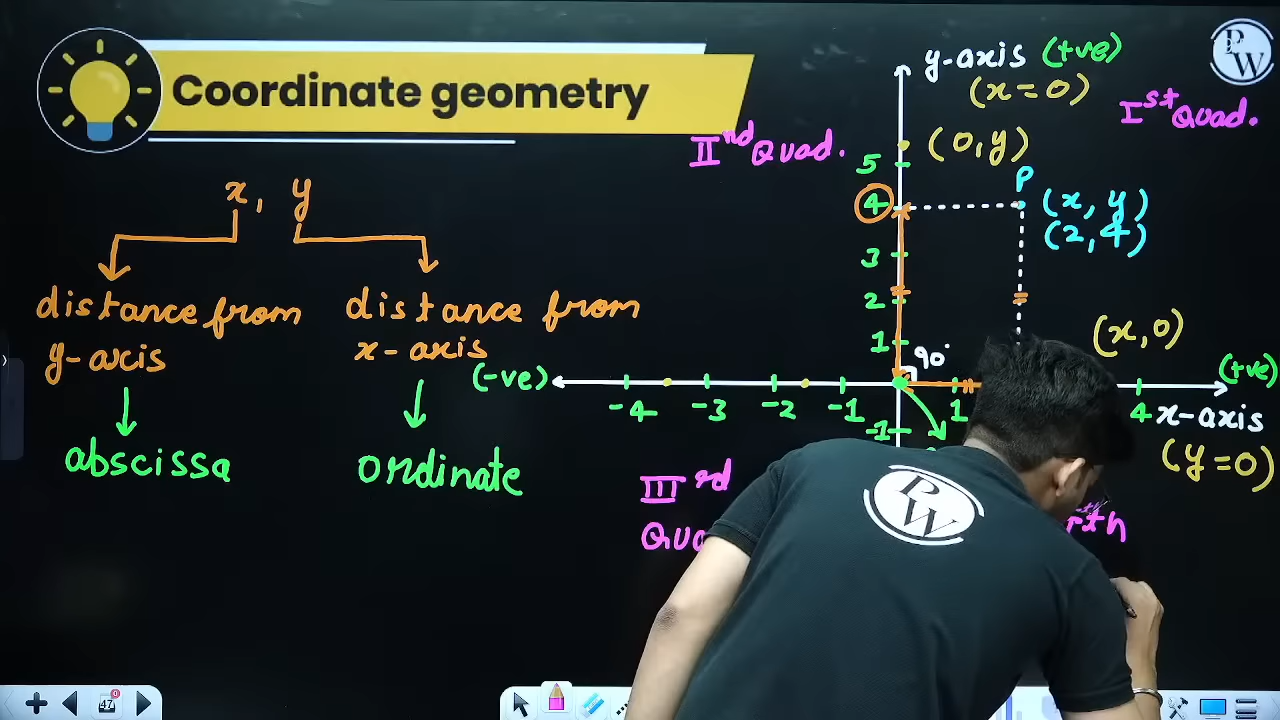 Coordinate geometry
PW
y-axis (+ve)
(x=0)
Ist Quad.
IInd Quad.
(0,y)
5
P
4
(x, y)
(2,4)
3
2
1
90°
(x,0)
x, y
distance from
y-axis
abscissa
distance from
x-axis
ordinate
(-ve)
(+ve)
-4 -3 -2 -1 1 4
x-axis
-1
(y=0)
IIIrd
PW
47
0